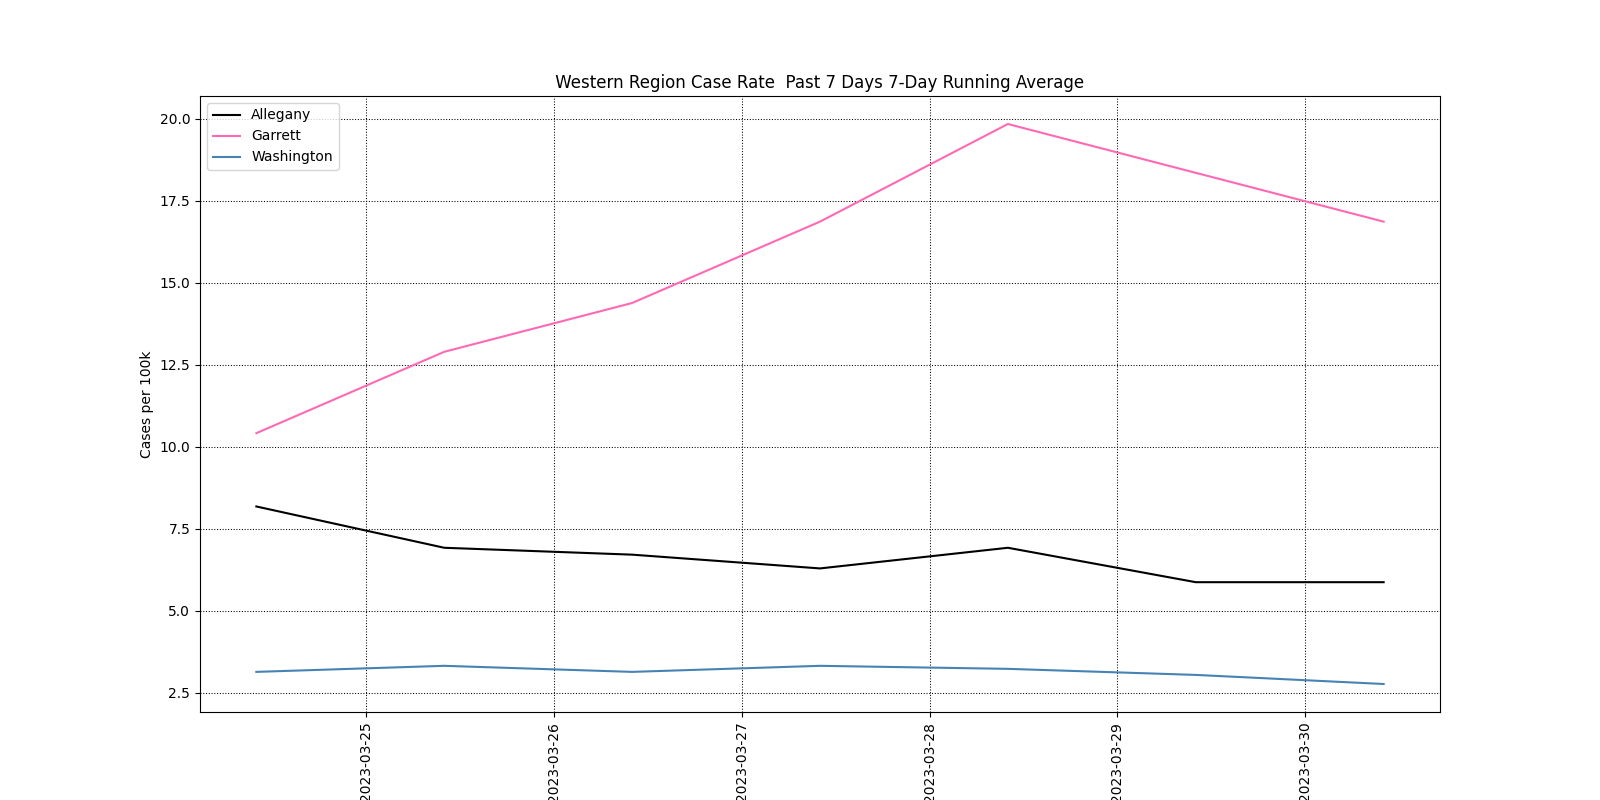 Western Region Case Rate  Past 7 Days 7-Day Running Average
Allegany
Garrett
Washington
Cases per 100k
20.0
17.5
15.0
12.5
10.0
7.5
5.0
2.5
2023-03-25
2023-03-26
2023-03-27
2023-03-28
2023-03-29
2023-03-30